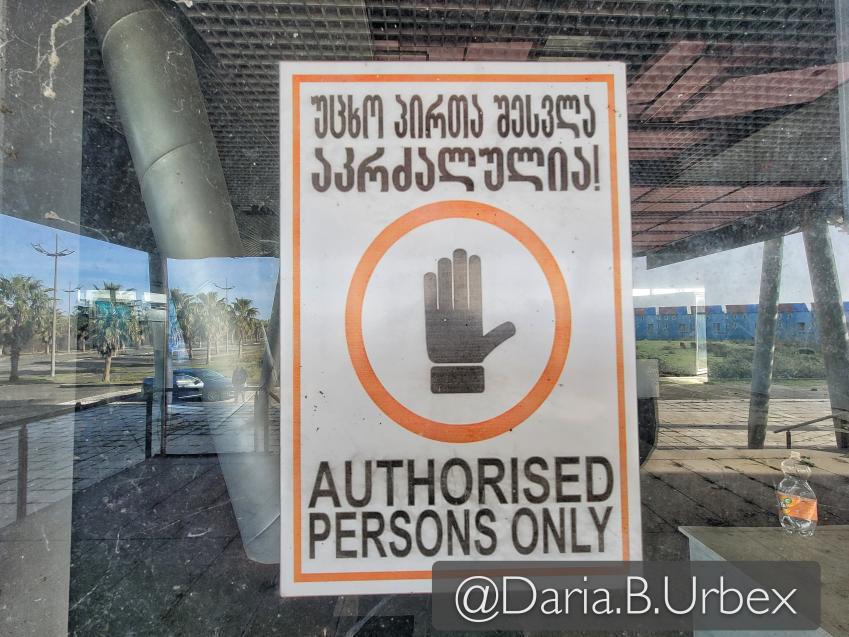 უცხო პირთა შესვლა
აკრძალულია!
AUTHORISED
PERSONS ONLY
@Daria.B.Urbex